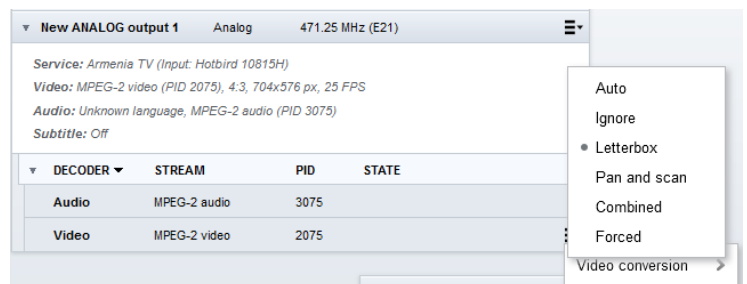 New ANALOG output 1 Analog 471.25 MHz (E21)
Service: Armenia TV (Input: Hotbird 10815H)
Video: MPEG-2 video (PID 2075), 4:3, 704x576 px, 25 FPS
Audio: Unknown language, MPEG-2 audio (PID 3075)
Subtitle: Off
DECODER STREAM PID STATE
Audio MPEG-2 audio 3075
Video MPEG-2 video 2075
Auto
Ignore
Letterbox
Pan and scan
Combined
Forced
Video conversion